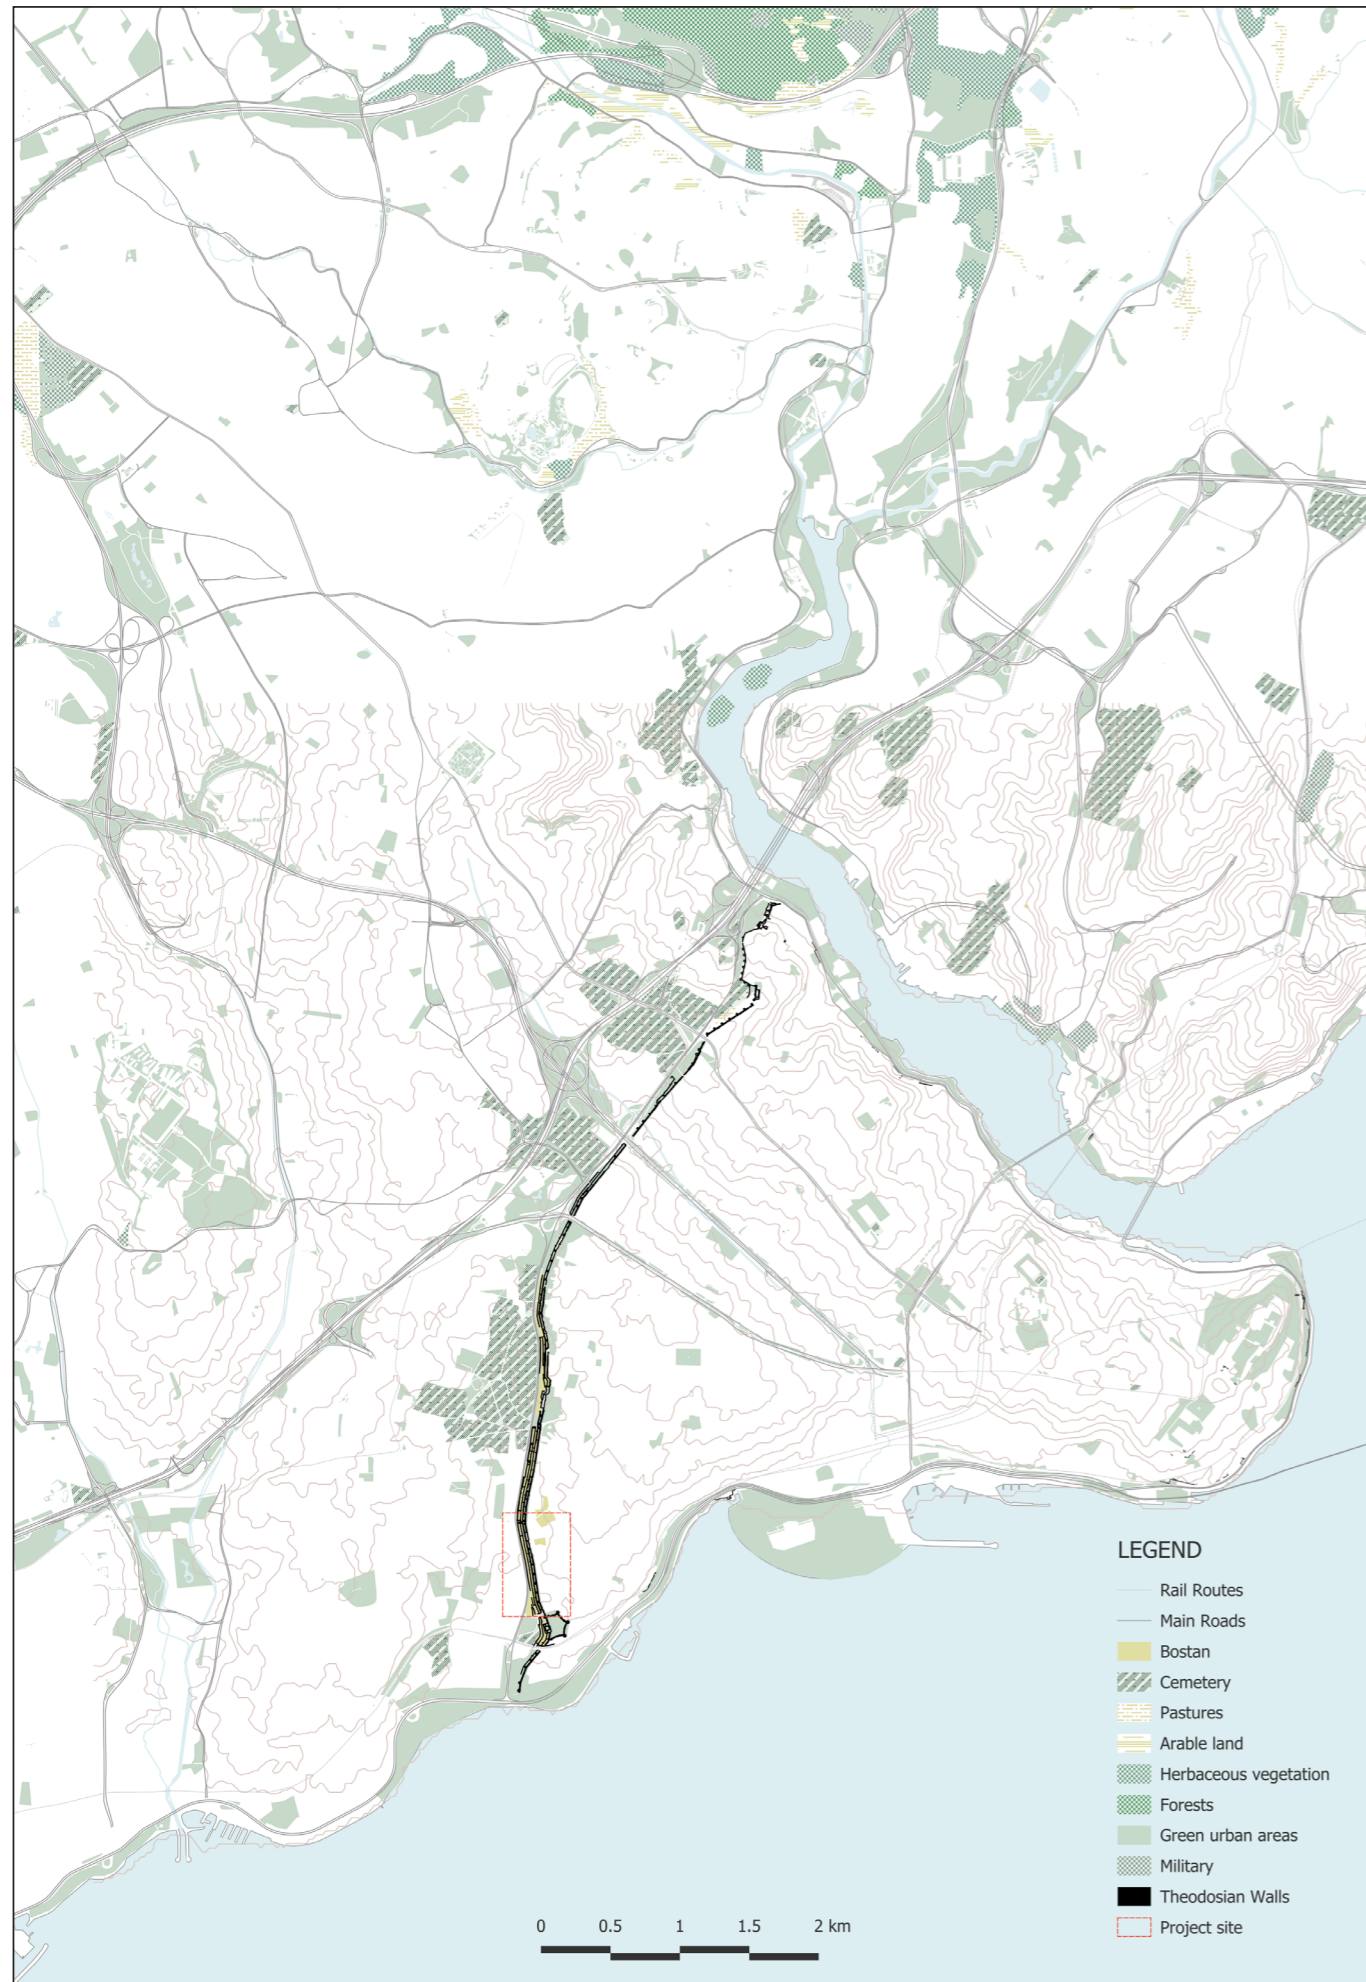 LEGEND
Rail Routes
Main Roads
Bostan
Cemetery
Pastures
Arable land
Herbaceous vegetation
Forests
Green urban areas
Military
Theodosian Walls
Project site
0 0.5 1 1.5 2 km